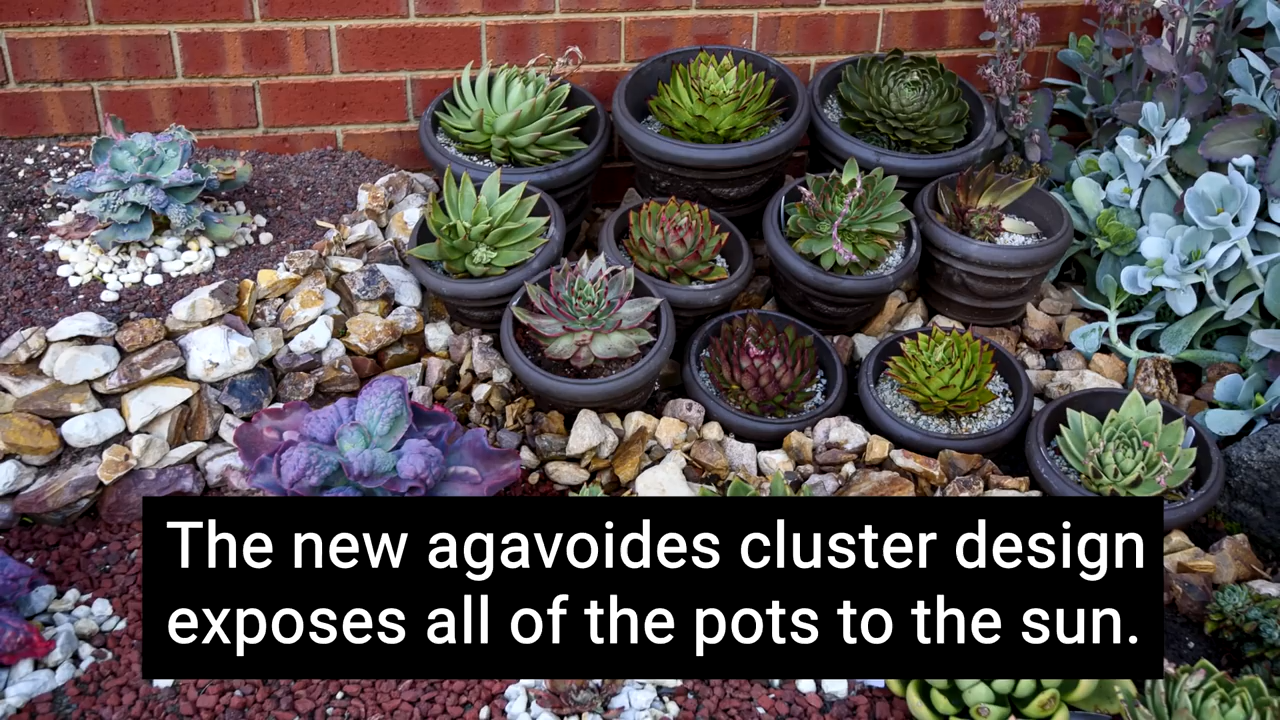 The new agavoides cluster design
exposes all of the pots to the sun.